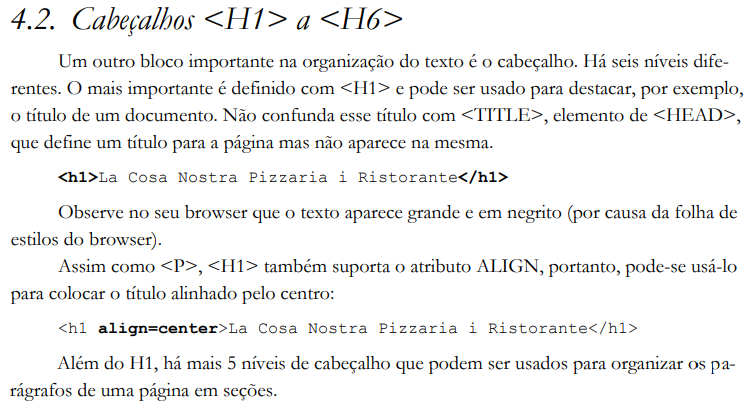 4.2. Cabeçalhos <H1> a <H6>
Um outro bloco importante na organização do texto é o cabeçalho. Há seis níveis dife-
rentes. O mais importante é definido com <H1> e pode ser usado para destacar, por exemplo,
o título de um documento. Não confunda esse título com <TITLE>, elemento de <HEAD>,
que define um título para a página mas não aparece na mesma.
<h1>La Cosa Nostra Pizzaria i Ristorante</h1>
Observe no seu browser que o texto aparece grande e em negrito (por causa da folha de
estilos do browser).
Assim como <P>, <H1> também suporta o atributo ALIGN, portanto, pode-se usá-lo
para colocar o título alinhado pelo centro:
<h1 align=center>La Cosa Nostra Pizzaria i Ristorante</h1>
Além do H1, há mais 5 níveis de cabeçalho que podem ser usados para organizar os pa-
rágrafos de uma página em seções.